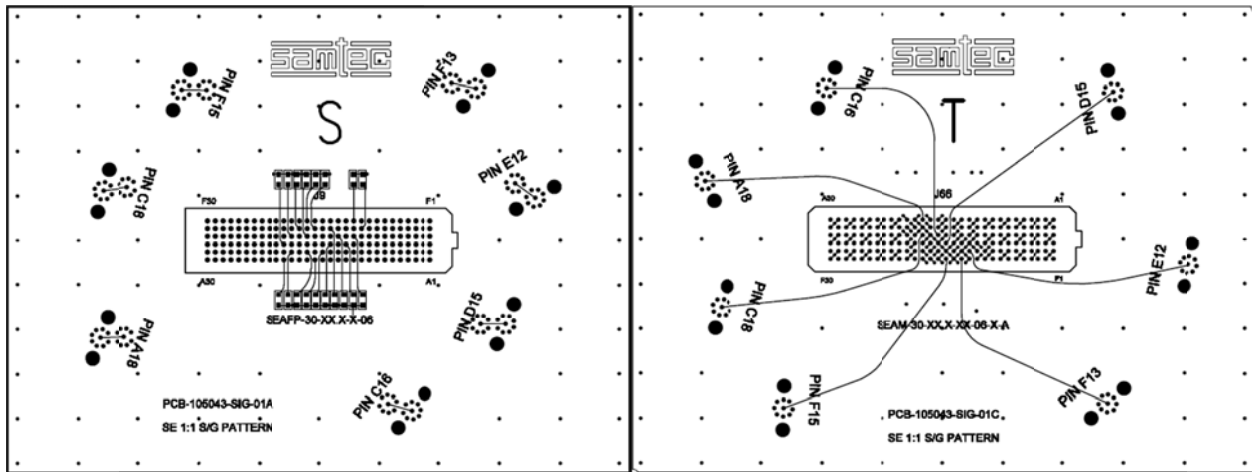 samtec
PIN F15
PIN F13
S
PIN C18
PIN E12
J9
F30
F1
A30
A1
SEAFP-30-XX.X-X-06
PIN A18
PIN D15
PIN C16
PCB-105043-SIG-01A
SE 1:1 S/G PATTERN
samtec
PIN C16
PIN D15
T
PIN A18
J66
A30
A1
PIN E12
F30
F1
PIN C18
SEAM-30-XX.X-XX-06-X-A
PIN F15
PIN F13
PCB-105043-SIG-01C
SE 1:1 S/G PATTERN